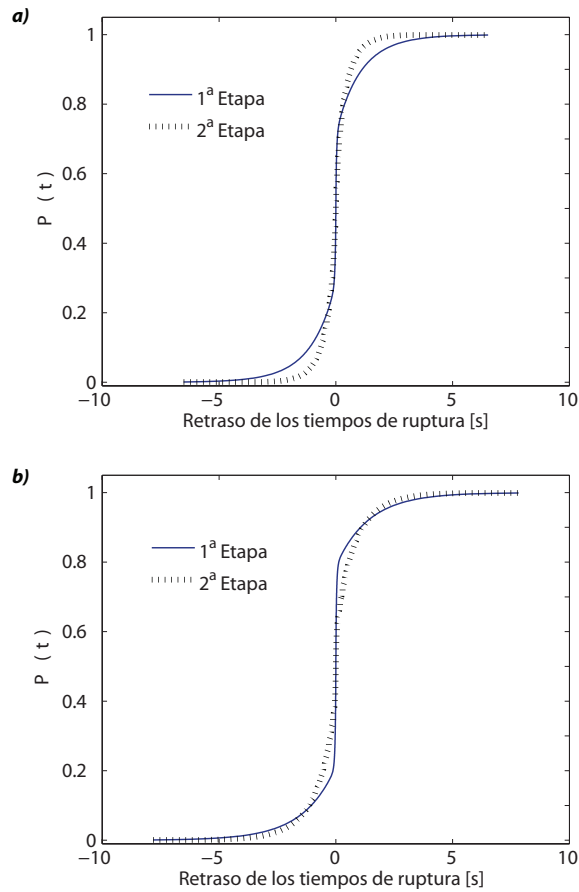 a)
1
0.8
0.6
0.4
0.2
0
P (t)
1ª Etapa
2ª Etapa
−10
−5
0
5
10
Retraso de los tiempos de ruptura [s]
b)
1
0.8
0.6
0.4
0.2
0
P (t)
1ª Etapa
2ª Etapa
−10
−5
0
5
10
Retraso de los tiempos de ruptura [s]